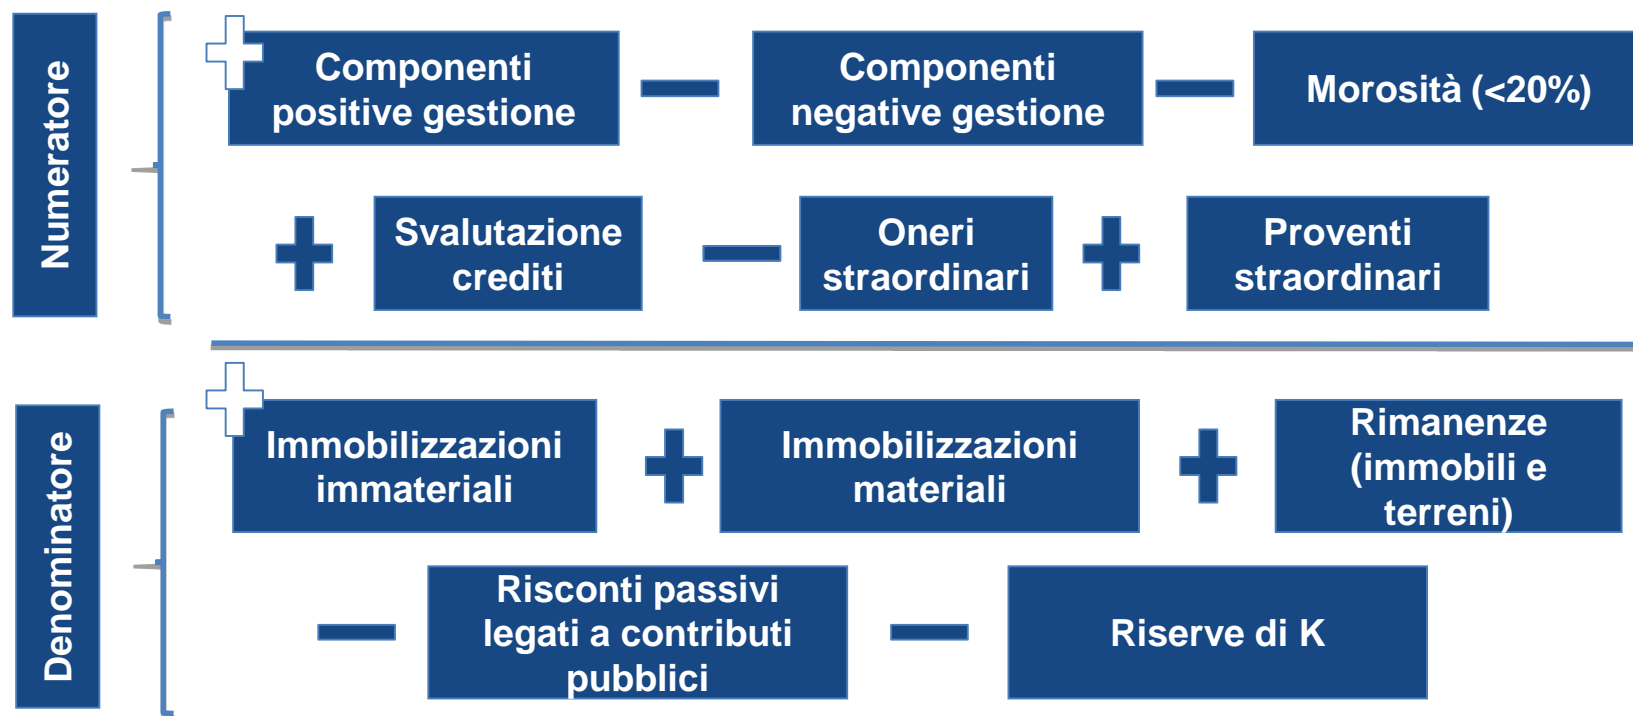 Numeratore
Componenti
positive gestione
Componenti
negative gestione
Morosità (<20%)
Svalutazione
crediti
Oneri
straordinari
Proventi
straordinari
Denominatore
Immobilizzazioni
immateriali
Immobilizzazioni
materiali
Rimanenze
(immobili e
terreni)
Risconti passivi
legati a contributi
pubblici
Riserve di K